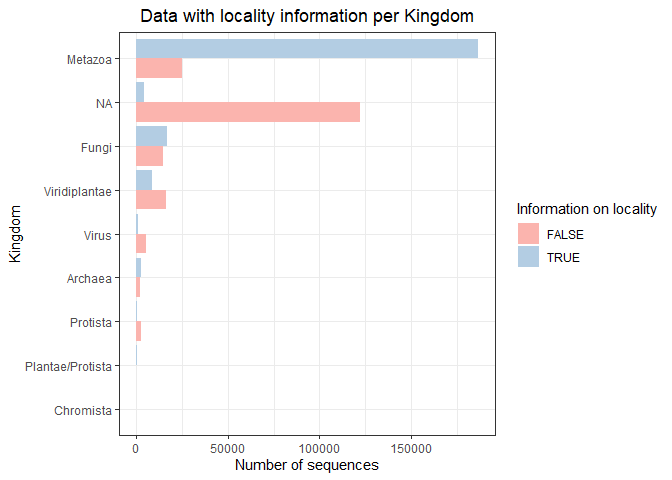 Data with locality information per Kingdom
Kingdom
Metazoa
NA
Fungi
Viridiplantae
Virus
Archaea
Protista
Plantae/Protista
Chromista
0 50000 100000 150000
Number of sequences
Information on locality
FALSE
TRUE